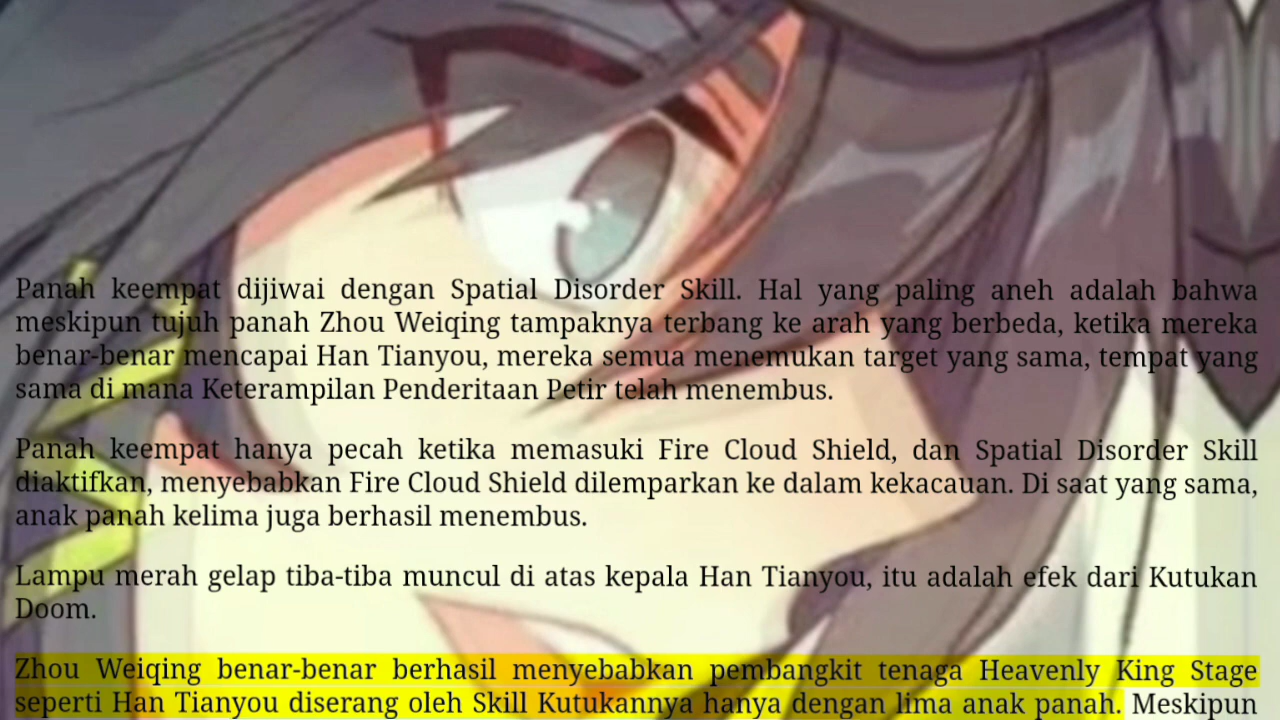 Panah keempat dijiwai dengan Spatial Disorder Skill. Hal yang paling aneh adalah bahwa
meskipun tujuh panah Zhou Weiqing tampaknya terbang ke arah yang berbeda, ketika mereka
benar-benar mencapai Han Tianyou, mereka semua menemukan target yang sama, tempat yang
sama di mana Keterampilan Penderitaan Petir telah menembus.
Panah keempat hanya pecah ketika memasuki Fire Cloud Shield, dan Spatial Disorder Skill
diaktifkan, menyebabkan Fire Cloud Shield dilemparkan ke dalam kekacauan. Di saat yang sama,
anak panah kelima juga berhasil menembus.
Lampu merah gelap tiba-tiba muncul di atas kepala Han Tianyou, itu adalah efek dari Kutukan
Doom.
Zhou Weiqing benar-benar berhasil menyebabkan pembangkit tenaga Heavenly King Stage
seperti Han Tianyou diserang oleh Skill Kutukannya hanya dengan lima anak panah. Meskipun